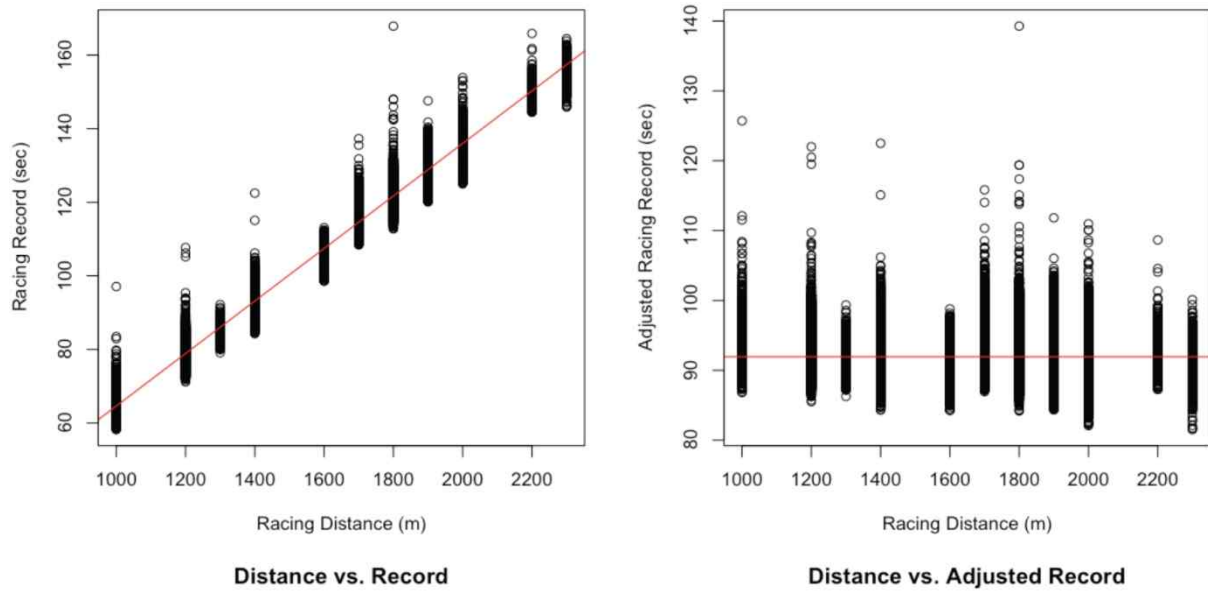 Racing Record (sec)
60
80
100
120
140
160
1000 1200 1400 1600 1800 2000 2200
Racing Distance (m)
Distance vs. Record
Adjusted Racing Record (sec)
80
90
100
110
120
130
140
1000 1200 1400 1600 1800 2000 2200
Racing Distance (m)
Distance vs. Adjusted Record